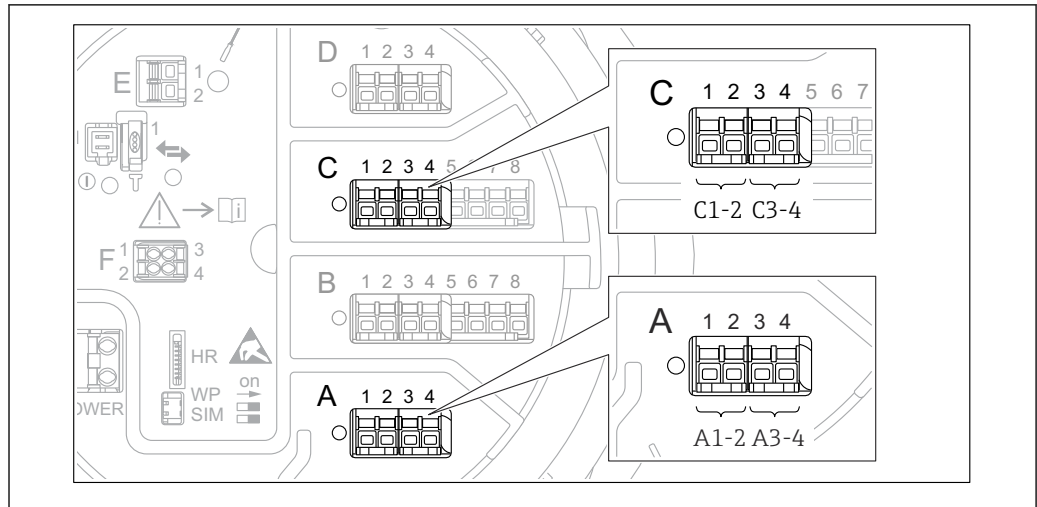 D 1 2 3 4
E 1
2
1
C 1 2 3 4 5 6 7 8
F 1 3
2 4
B 1 2 3 4 5 6 7 8
HR
WP on
SIM
OWER
A 1 2 3 4
C 1 2 3 4 5 6 7
C1-2 C3-4
A 1 2 3 4
A1-2 A3-4